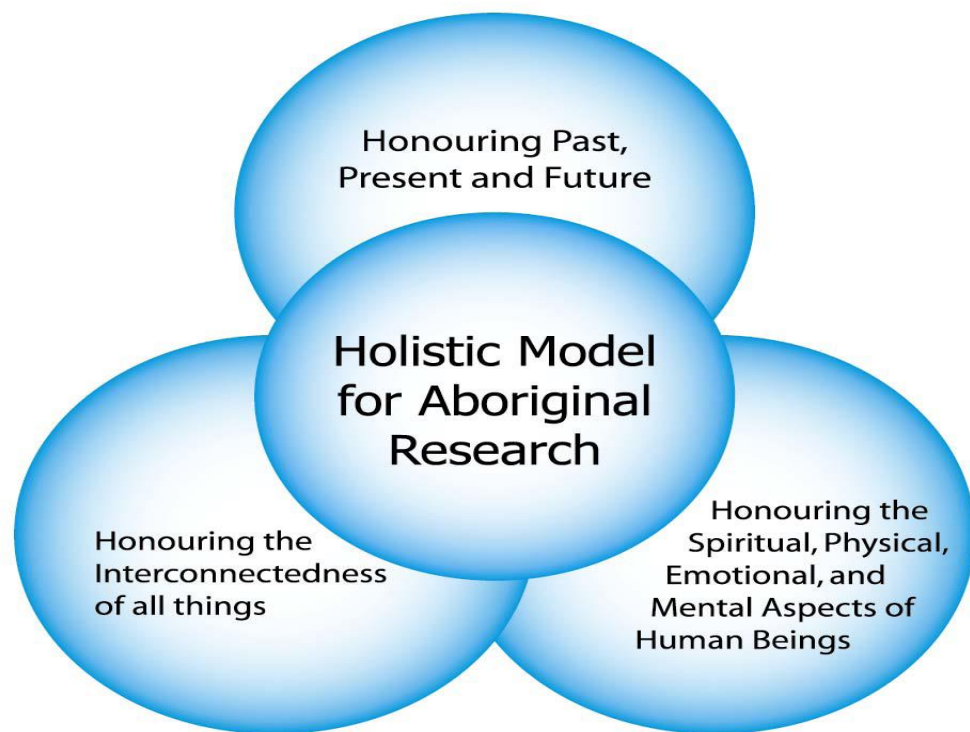 Honouring Past,
Present and Future
Holistic Model
for Aboriginal
Research
Honouring the
Interconnectedness
of all things
Honouring the
Spiritual, Physical,
Emotional, and
Mental Aspects of
Human Beings